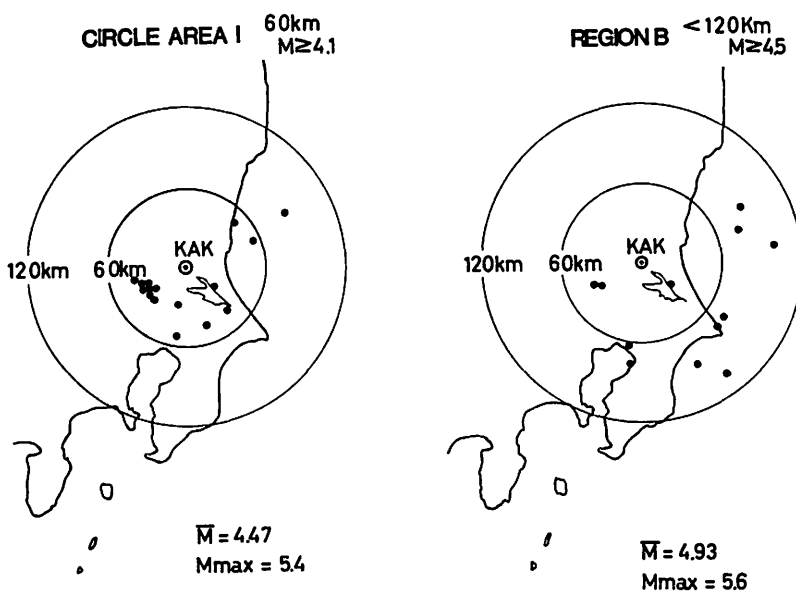 CIRCLE AREA I 60km
M≥4.1
KAK
120km 60km
M̅ = 4.47
Mmax = 5.4
REGION B <120Km
M≥4.5
KAK
120km 60km
M̅ = 4.93
Mmax = 5.6